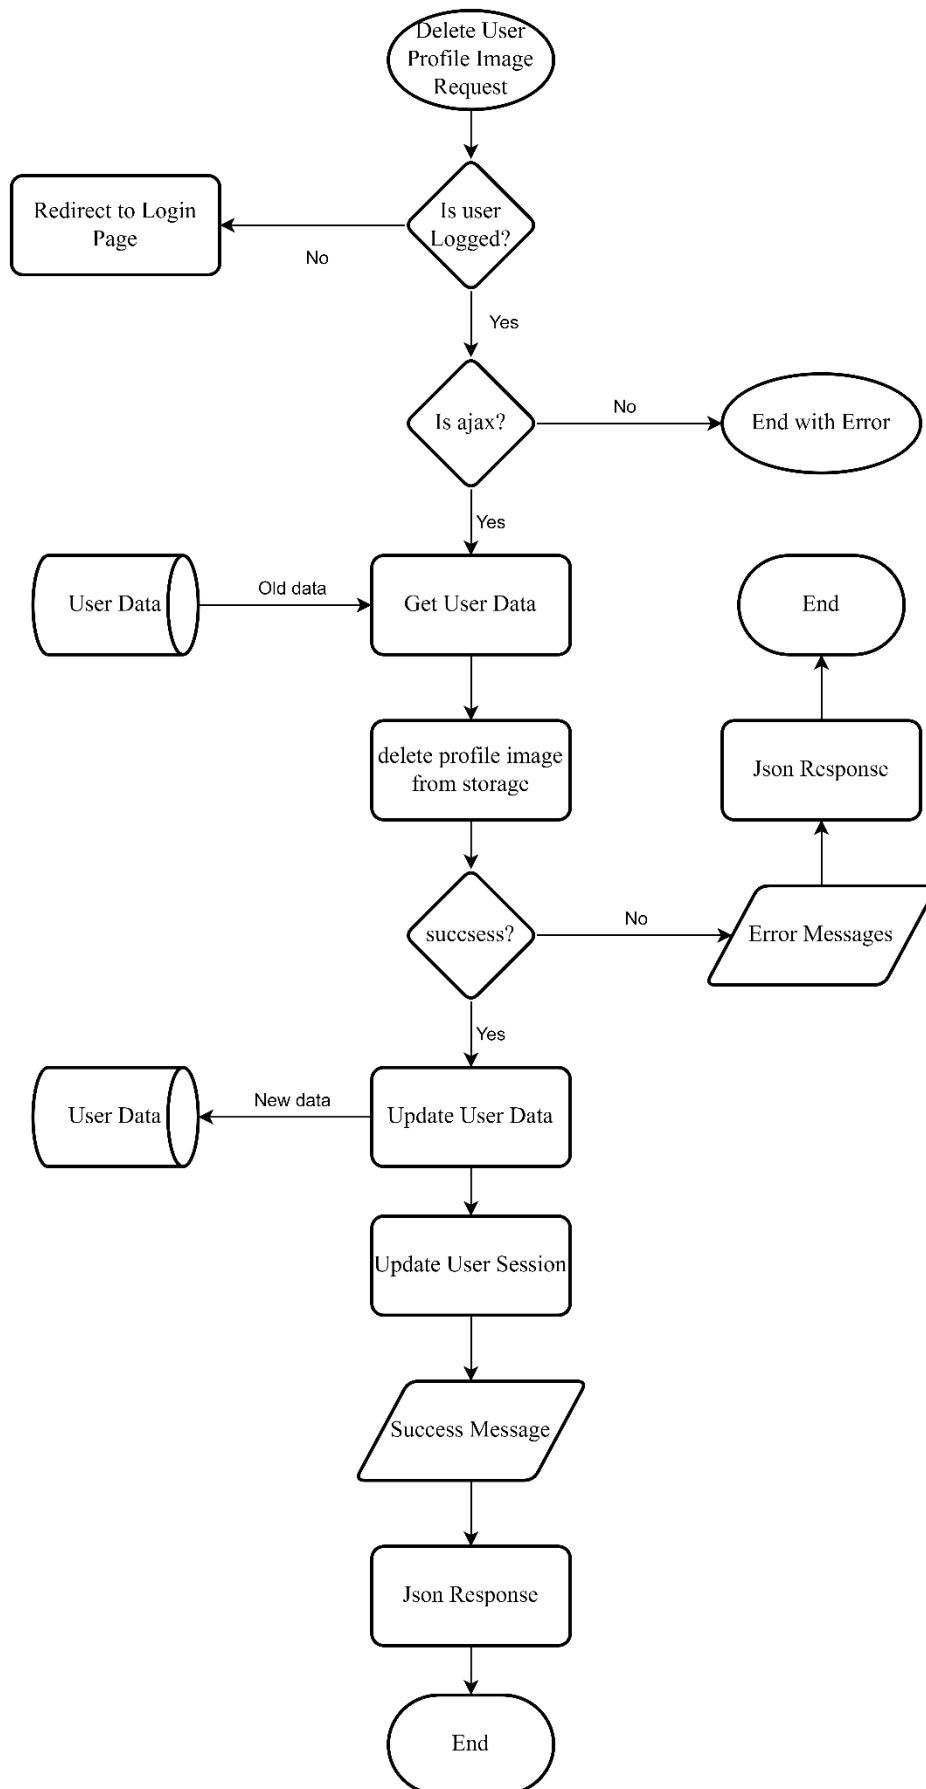 Delete User
Profile Image
Request
Is user
Logged?
No
Redirect to Login
Page
Yes
Is ajax?
No
End with Error
Yes
User Data
Old data
Get User Data
End
delete profile image
from storage
Json Response
succsess?
No
Error Messages
Yes
User Data
New data
Update User Data
Update User Session
Success Message
Json Response
End